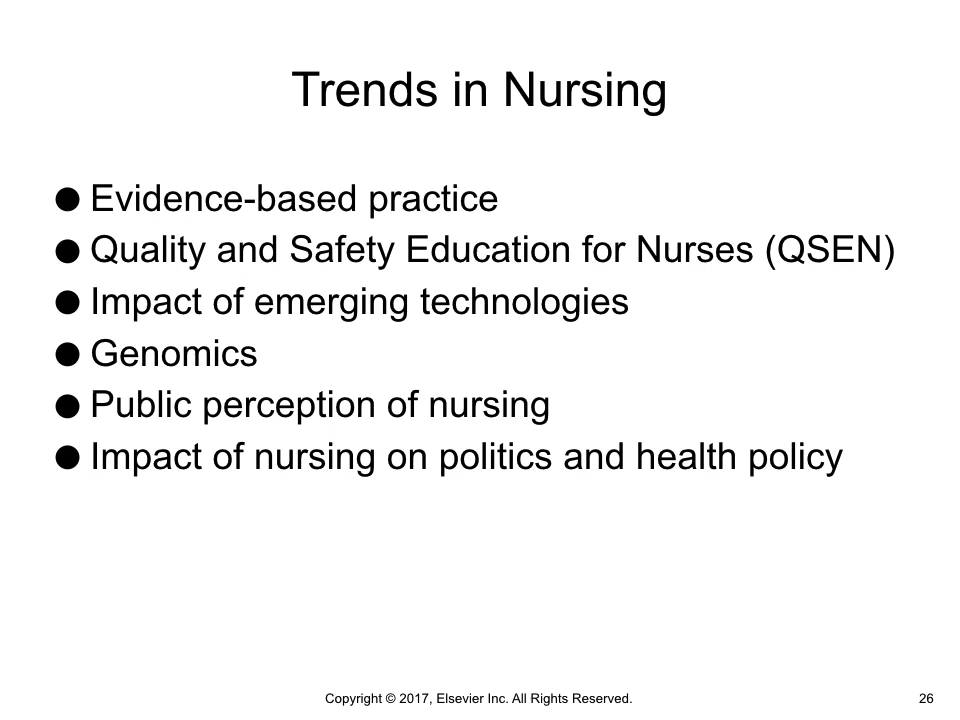 Trends in Nursing
● Evidence-based practice
● Quality and Safety Education for Nurses (QSEN)
● Impact of emerging technologies
● Genomics
● Public perception of nursing
● Impact of nursing on politics and health policy
Copyright © 2017, Elsevier Inc. All Rights Reserved.
26